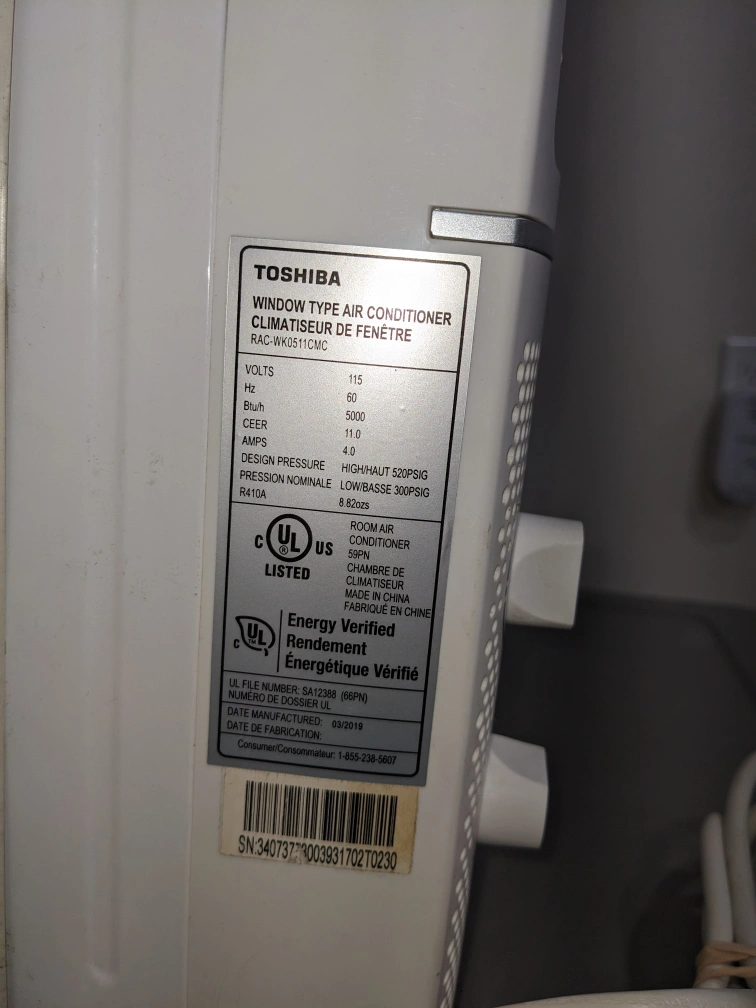 TOSHIBA
WINDOW TYPE AIR CONDITIONER
CLIMATISEUR DE FENÊTRE
RAC-WK0511CMC
VOLTS 115
Hz 60
Btu/h 5000
CEER 11.0
AMPS 4.0
DESIGN PRESSURE HIGH/HAUT 520PSIG
PRESSION NOMINALE LOW/BASSE 300PSIG
R410A 8.82ozs
C UL ® US
LISTED
ROOM AIR
CONDITIONER
59PN
CHAMBRE DE
CLIMATISEUR
MADE IN CHINA
FABRIQUÉ EN CHINE
C UL TM
Energy Verified
Rendement
Énergétique Vérifié
UL FILE NUMBER: SA12388 (66PN)
NUMÉRO DE DOSSIER UL
DATE MANUFACTURED: 03/2019
DATE DE FABRICATION:
Consumer/Consommateur: 1-855-238-5607